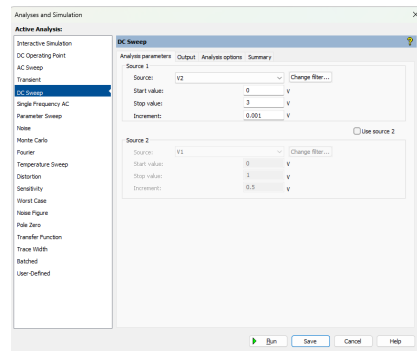 Analyses and Simulation
Active Analysis:
Interactive Simulation
DC Operating Point
AC Sweep
Transient
DC Sweep
Single Frequency AC
Parameter Sweep
Noise
Monte Carlo
Fourier
Temperature Sweep
Distortion
Sensitivity
Worst Case
Noise Figure
Pole Zero
Transfer Function
Trace Width
Batched
User-Defined
DC Sweep
Analysis parameters Output Analysis options Summary
Source 1
Source: V2 Change filter...
Start value: 0 V
Stop value: 3 V
Increment: 0.001 V
Use source 2
Source 2
Source: V1 Change filter...
Start value: 0 V
Stop value: 1 V
Increment: 0.5 V
Run Save Cancel Help